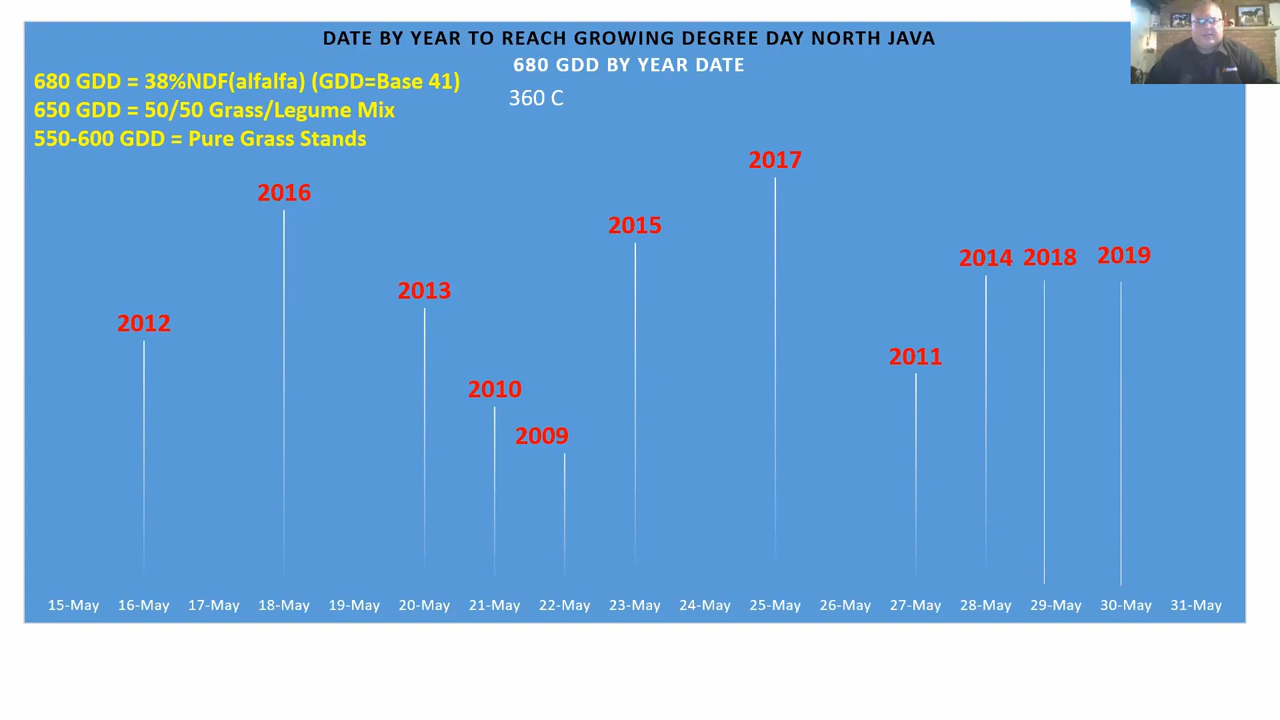 DATE BY YEAR TO REACH GROWING DEGREE DAY NORTH JAVA
680 GDD BY YEAR DATE
360 C
680 GDD = 38%NDF(alfalfa) (GDD=Base 41)
650 GDD = 50/50 Grass/Legume Mix
550-600 GDD = Pure Grass Stands
2017
2016
2015
2014 2018 2019
2013
2012
2011
2010
2009
15-May 16-May 17-May 18-May 19-May 20-May 21-May 22-May 23-May 24-May 25-May 26-May 27-May 28-May 29-May 30-May 31-May